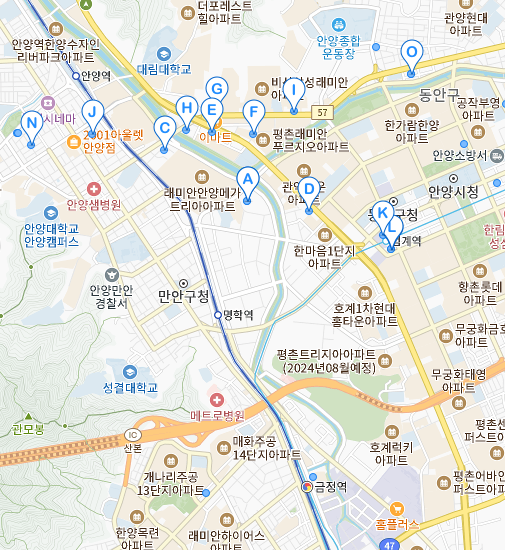 더포레스트
힐아파트
관양현대
아파트
안양역한양수자인
리버파크아파트
안양종합
운동장
대림대학교
안양역
G
비산삼성래미안
아
I
O
동안구
공작부영
아
57
시네마
J
H
E
F
이마트
한가람한양
아파트
N
2001아울렛
안양점
C
평촌래미안
푸르지오아파트
안양소방서
관
안양시청
안양샘병원
래미안안양메가
트리아아파트
A
D
아파트
K
L
구청
계역
한림
성심
안양대학교
안양캠퍼스
한마음1단지
아파트
안양만안
경찰서
만안구청
향촌롯데
아파트
명학역
호계1차현대
홈타운아파트
무궁화금호
아파트
평촌트리지아아파트
(2024년08월예정)
무궁화태영
아파트
성결대학교
메트로병원
관모봉
IC
산본
매화주공
14단지아파트
호계럭키
아파트
평촌센
퍼스트아
개나리주공
13단지아파트
금정역
평촌어바인
퍼스트아파
홈플러스
한양목련
아파트
래미안하이어스
아파트
47